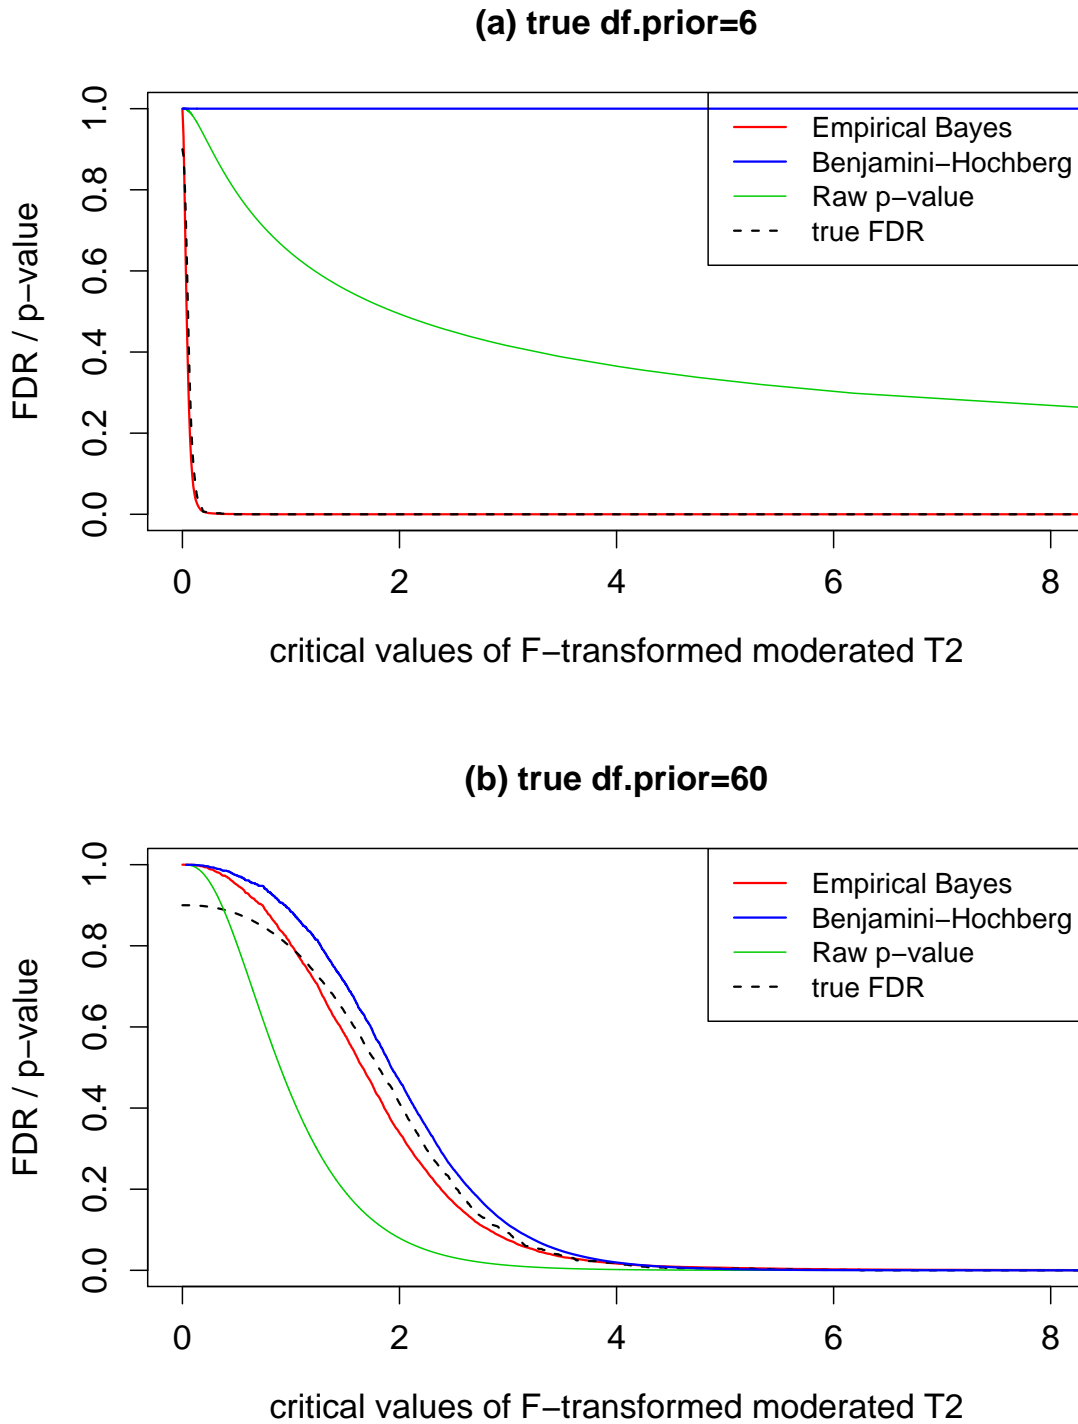 (a) true df.prior=6
FDR / p−value
1.0
0.8
0.6
0.4
0.2
0.0
Empirical Bayes
Benjamini−Hochberg
Raw p−value
true FDR
0 2 4 6 8
critical values of F−transformed moderated T2
(b) true df.prior=60
FDR / p−value
1.0
0.8
0.6
0.4
0.2
0.0
Empirical Bayes
Benjamini−Hochberg
Raw p−value
true FDR
0 2 4 6 8
critical values of F−transformed moderated T2